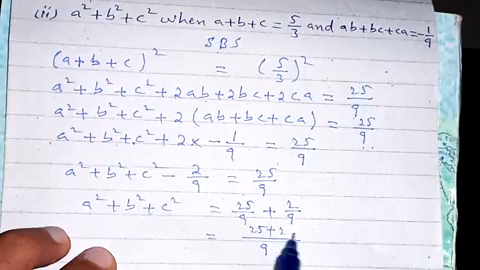 (ii) a² + b² + c² when a+b+c = 5/3 and ab+bc+ca = -1/9
SBS
(a+b+c)² = (5/3)²
a² + b² + c² + 2ab + 2bc + 2ca = 25/9
a² + b² + c² + 2 (ab + bc + ca) = 25/9
a² + b² + c² + 2 × -1/9 = 25/9
a² + b² + c² - 2/9 = 25/9
a² + b² + c² = 25/9 + 2/9
= 25+2/9